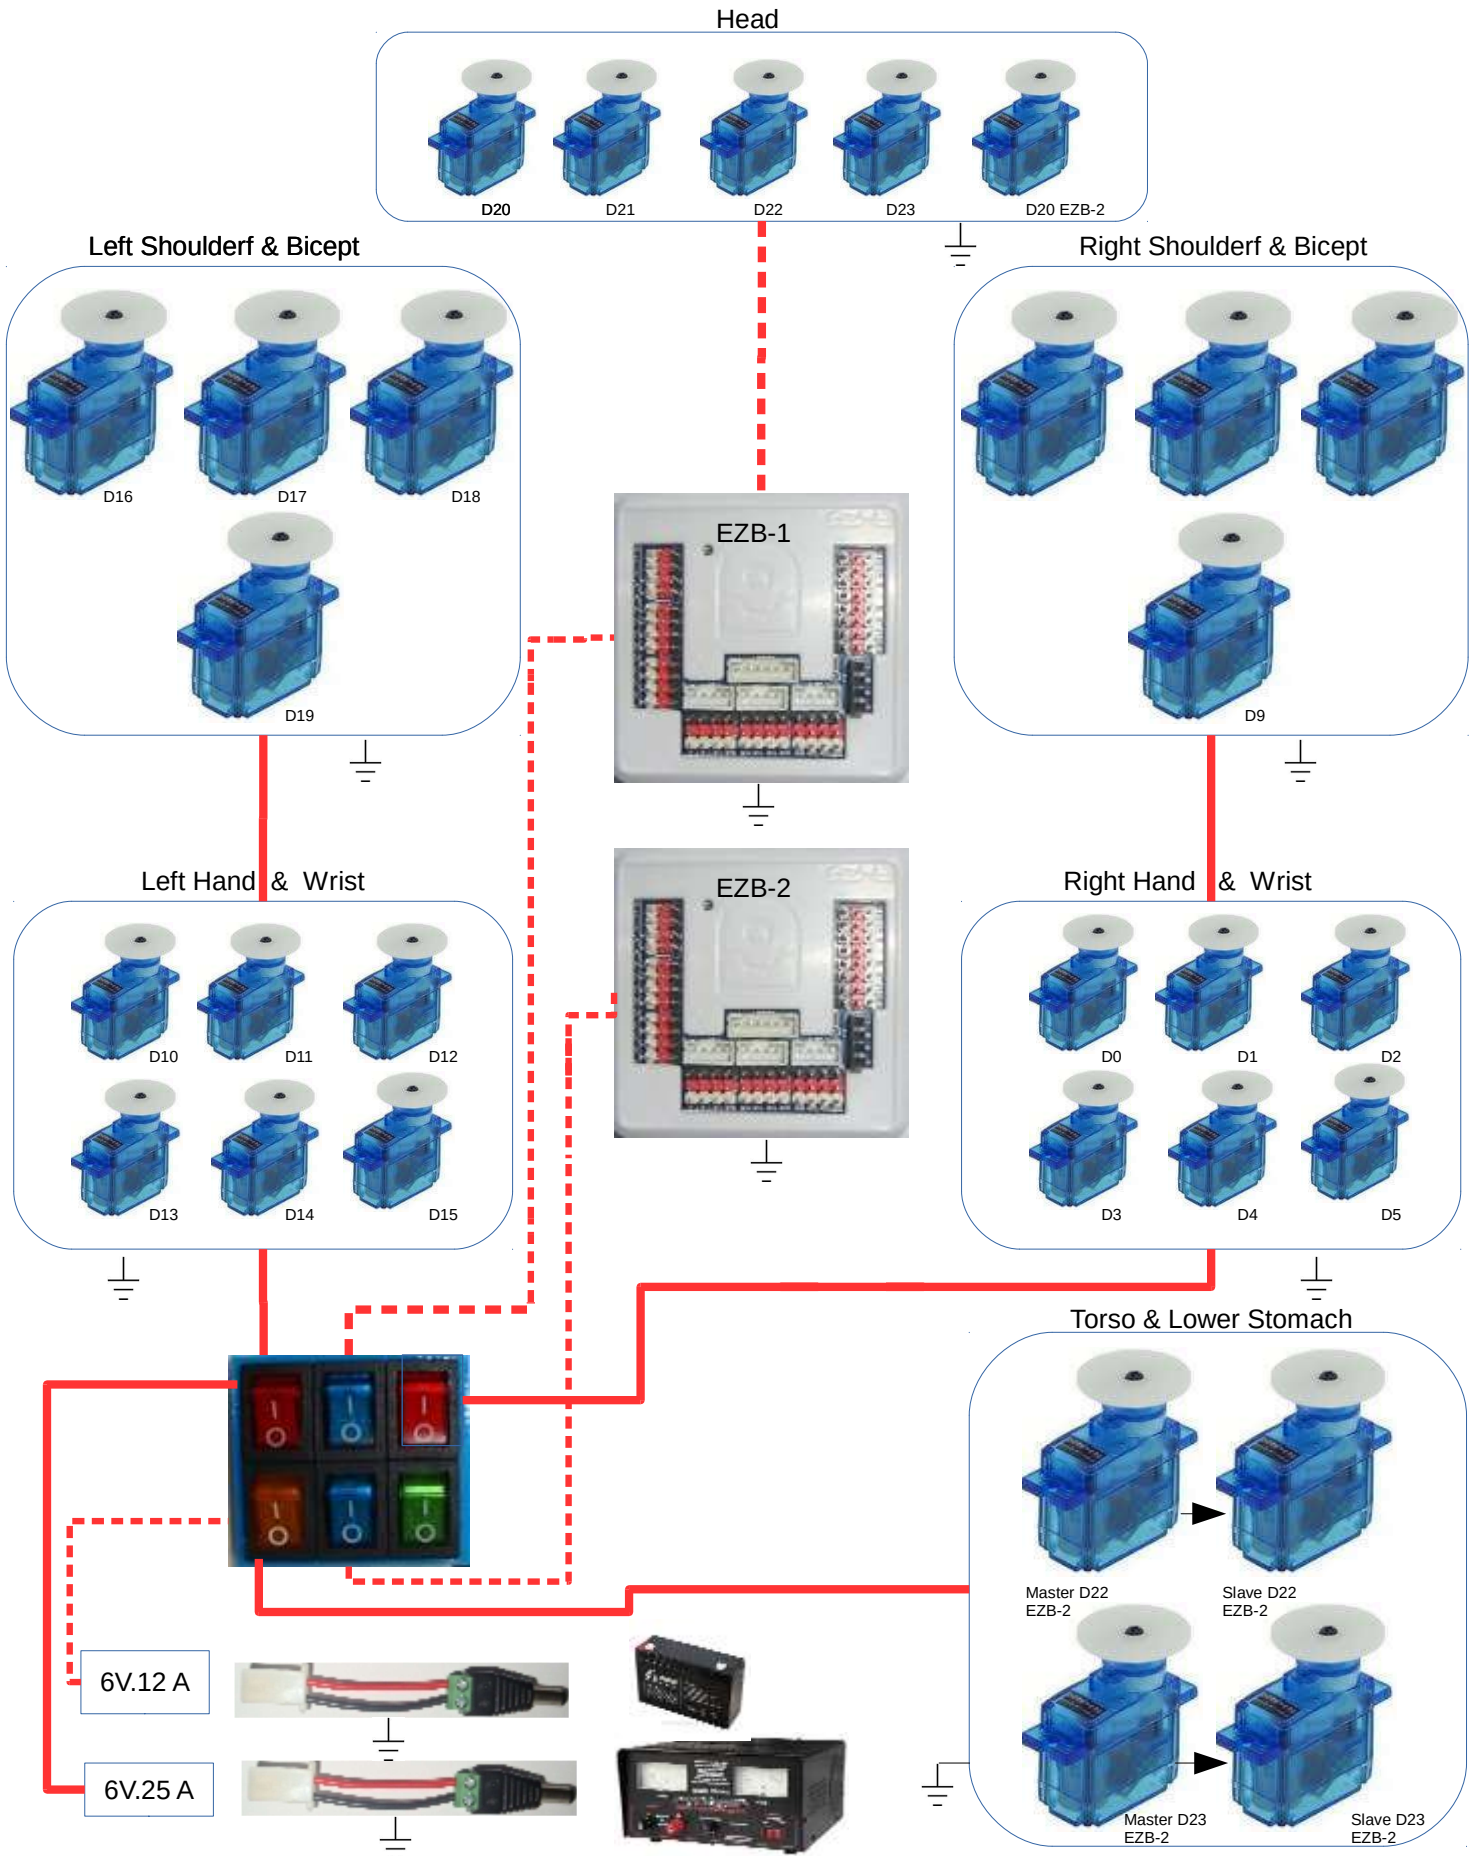 Head
D20
D21
D22
D23
D20 EZB-2
Left Shoulderf & Bicept
Right Shoulderf & Bicept
D16
D17
D18
D19
D9
EZB-1
EZB-2
Left Hand & Wrist
Right Hand & Wrist
D10
D11
D12
D13
D14
D15
D0
D1
D2
D3
D4
D5
Torso & Lower Stomach
Master D22
EZB-2
Slave D22
EZB-2
Master D23
EZB-2
Slave D23
EZB-2
6V.12 A
6V.25 A